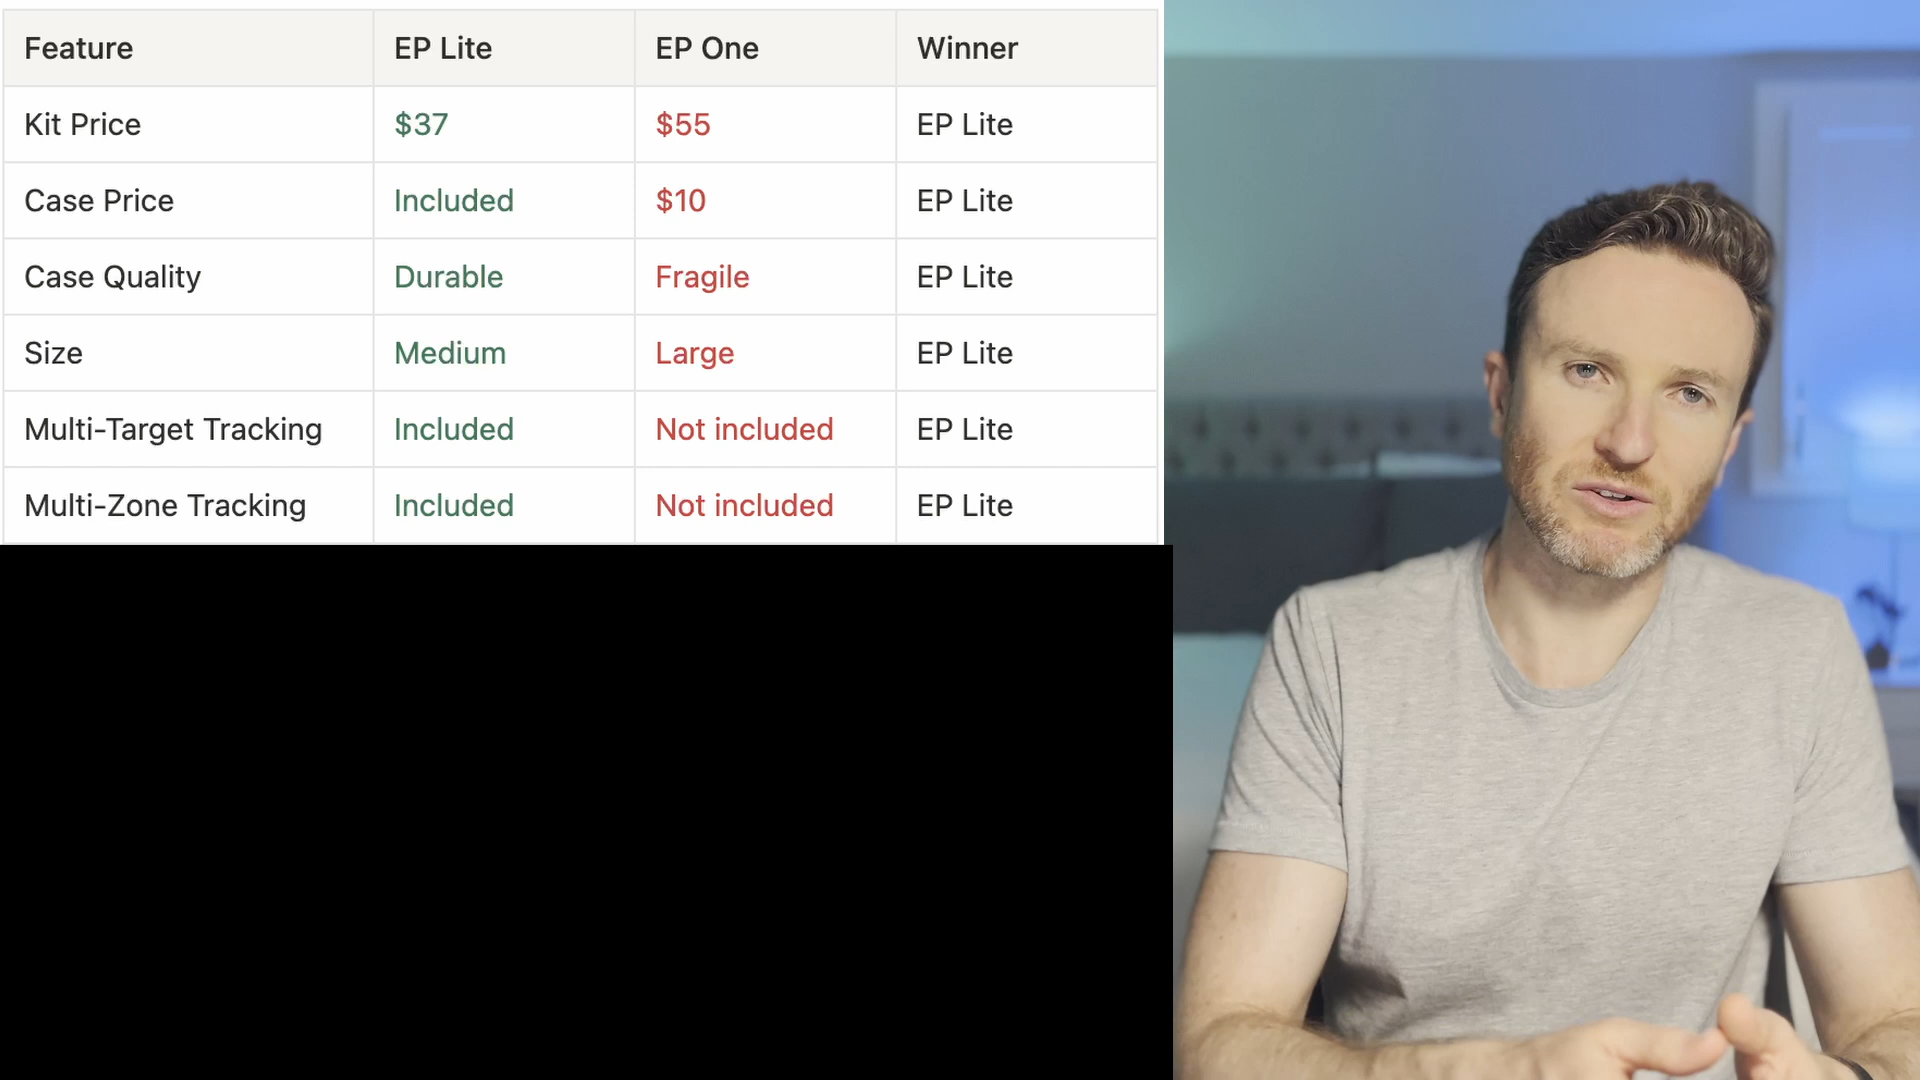 Feature EP Lite EP One Winner
Kit Price $37 $55 EP Lite
Case Price Included $10 EP Lite
Case Quality Durable Fragile EP Lite
Size Medium Large EP Lite
Multi-Target Tracking Included Not included EP Lite
Multi-Zone Tracking Included Not included EP Lite